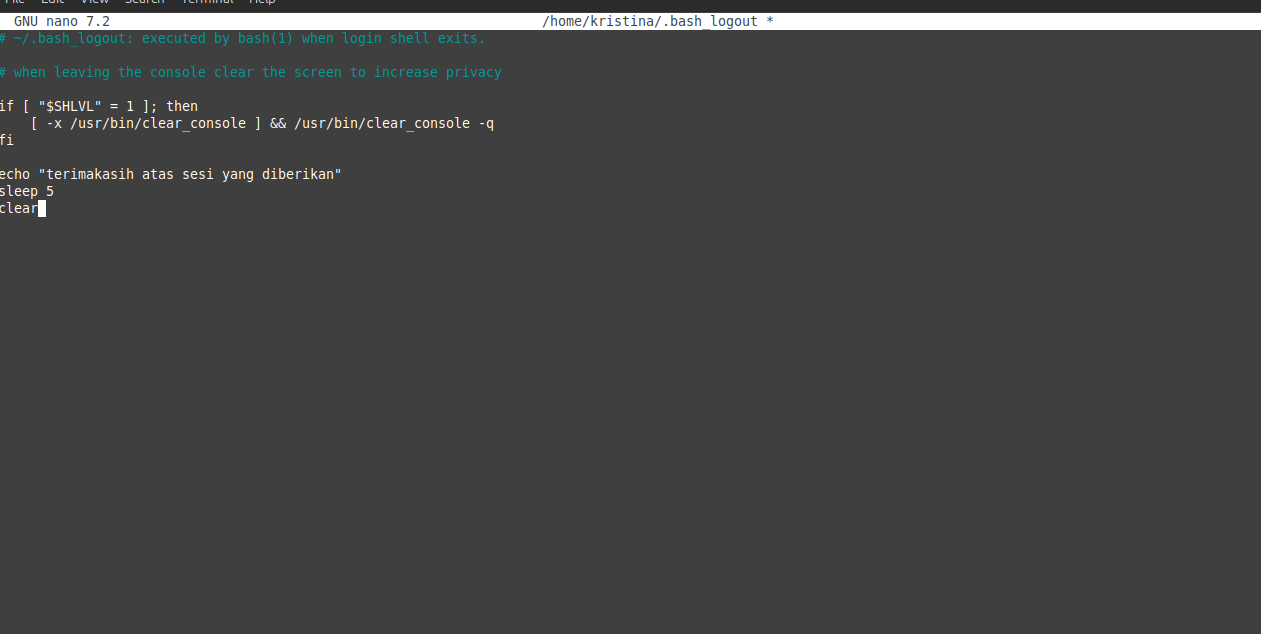 File Edit View Search Terminal Help
GNU nano 7.2 /home/kristina/.bash_logout *
# ~/.bash_logout: executed by bash(1) when login shell exits.
# when leaving the console clear the screen to increase privacy
if [ "$SHLVL" = 1 ]; then
[ -x /usr/bin/clear_console ] && /usr/bin/clear_console -q
fi
echo "terimakasih atas sesi yang diberikan"
sleep 5
clear